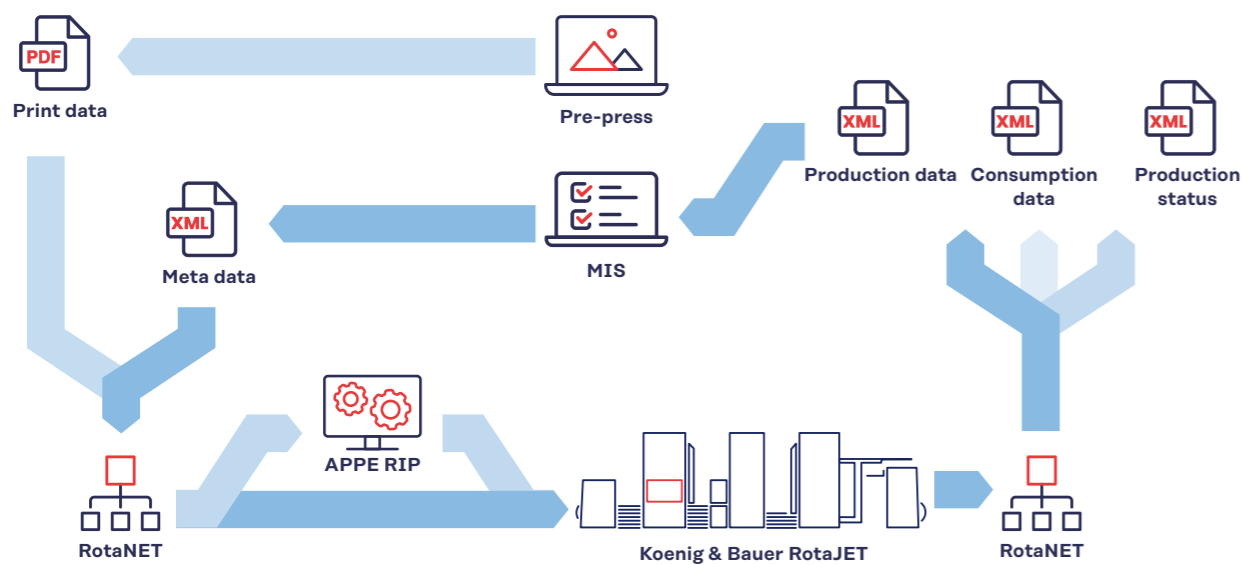 PDF
Print data
Pre-press
XML
Production data
XML
Consumption
data
XML
Production
status
XML
Meta data
MIS
APPE RIP
RotaNET
Koenig & Bauer RotaJET
RotaNET